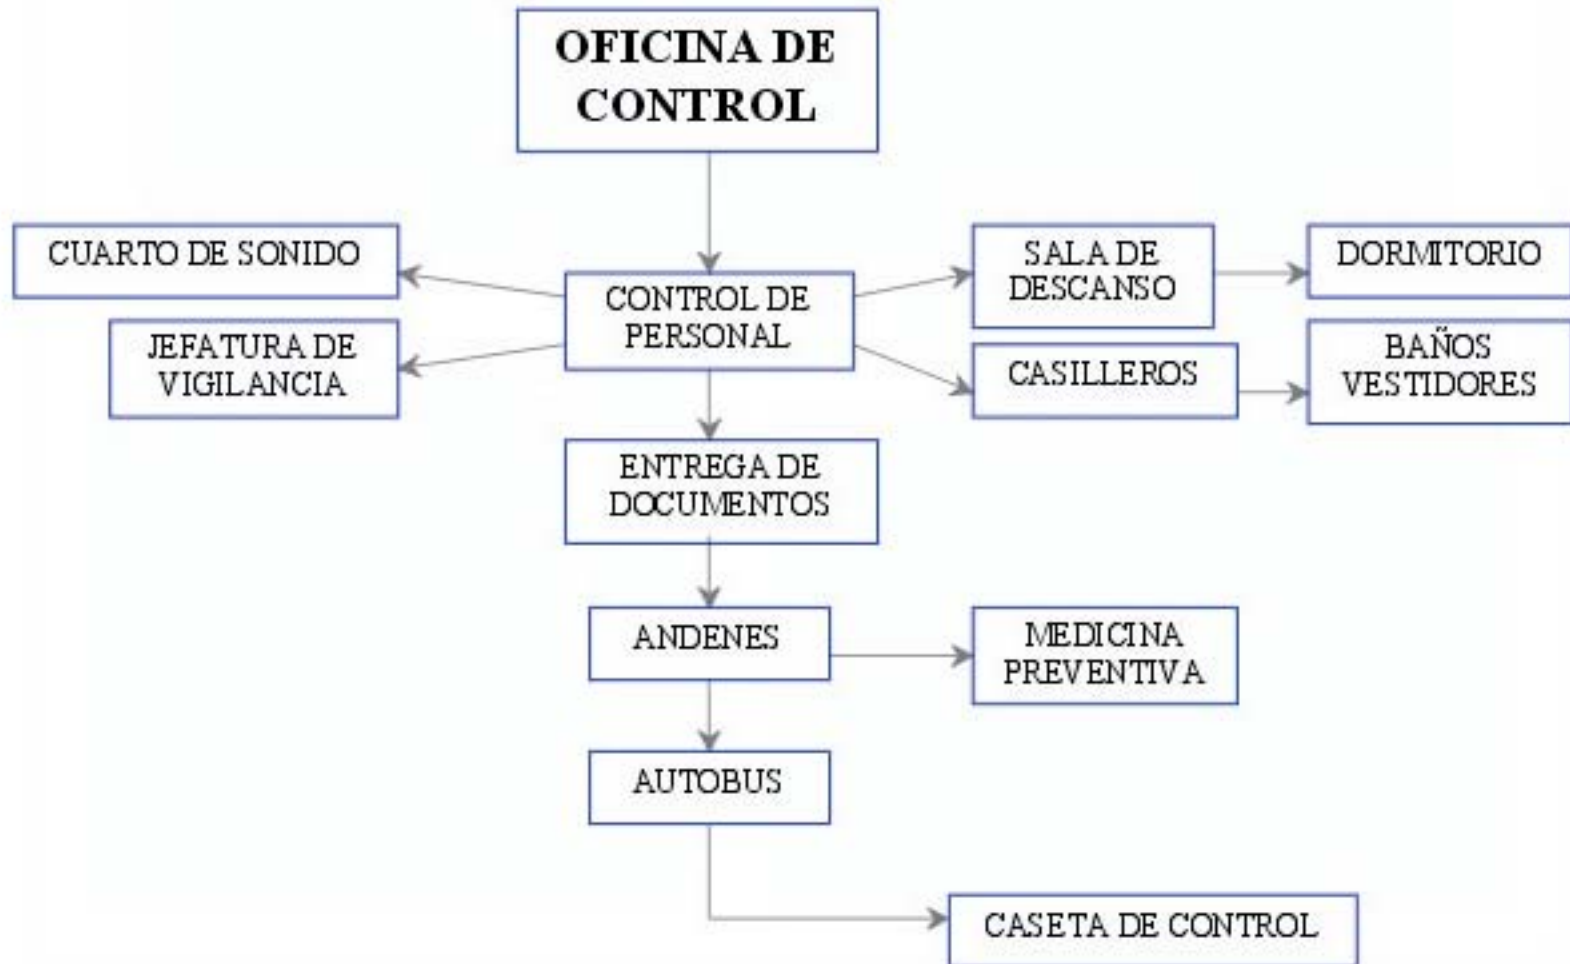 OFICINA DE
CONTROL
CUARTO DE SONIDO
SALA DE
DESCANSO
DORMITORIO
CONTROL DE
PERSONAL
JEFATURA DE
VIGILANCIA
CASILLEROS
BAÑOS
VESTIDORES
ENTREGA DE
DOCUMENTOS
ANDENES
MEDICINA
PREVENTIVA
AUTOBUS
CASETA DE CONTROL